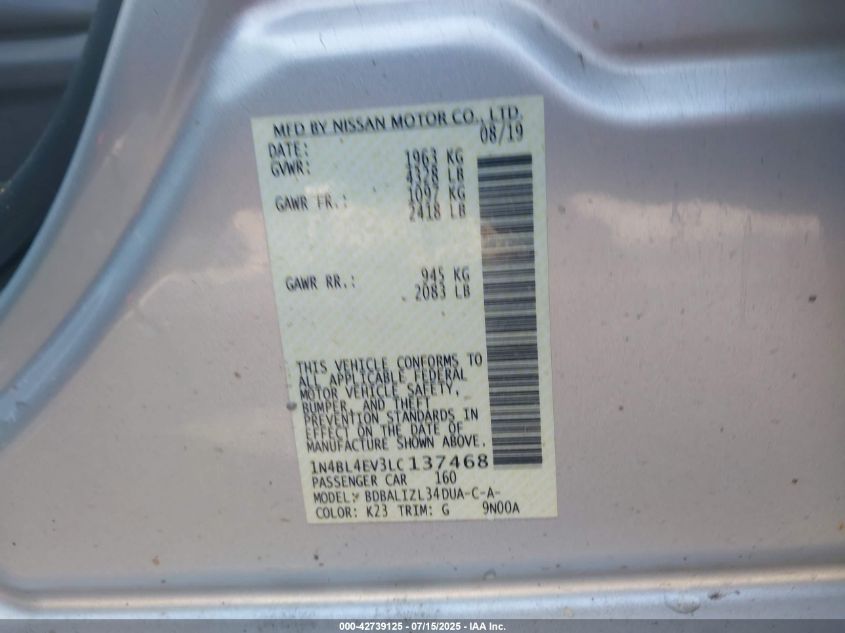 MFD BY NISSAN MOTOR CO., LTD.
DATE: 08/19
GVWR: 1963 KG
4328 LB
GAWR FR.: 1097 KG
2418 LB
GAWR RR.: 945 KG
2083 LB
THIS VEHICLE CONFORMS TO
ALL APPLICABLE FEDERAL
MOTOR VEHICLE SAFETY,
BUMPER, AND THEFT
PREVENTION STANDARDS IN
EFFECT ON THE DATE OF
MANUFACTURE SHOWN ABOVE.
1N4BL4EV3LC137468
PASSENGER CAR 160
MODEL: BDBALIZL34DUA-C-A-
COLOR: K23 TRIM: G 9N00A
000-42739125 - 07/15/2025 - IAA Inc.